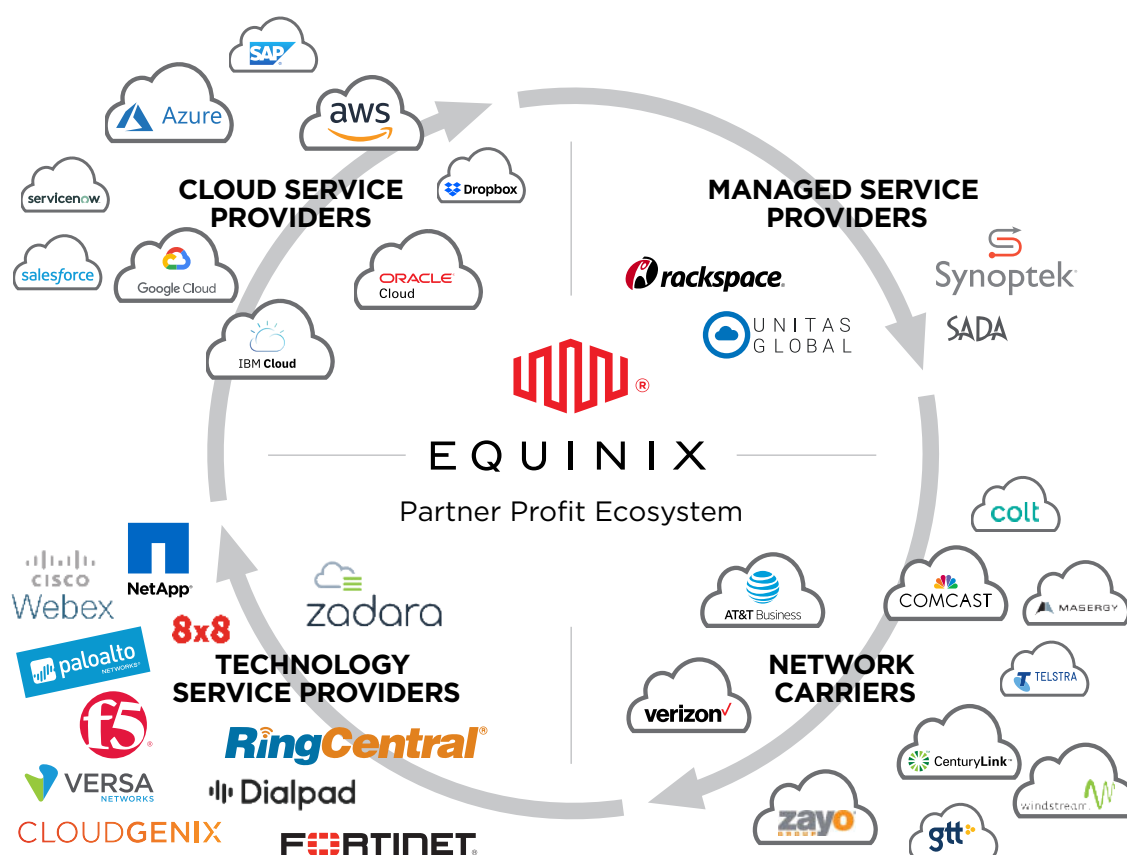 SAP
Azure
aws
servicenow
CLOUD SERVICE
PROVIDERS
Dropbox
salesforce
Google Cloud
ORACLE
Cloud
IBM Cloud
MANAGED SERVICE
PROVIDERS
rackspace®
Synoptek
UNITAS
GLOBAL
SADA
®
EQUINIX
Partner Profit Ecosystem
CISCO
Webex
NetApp
8x8
zadara
paloalto
NETWORKS®
TECHNOLOGY
SERVICE PROVIDERS
f5®
RingCentral®
VERSA
NETWORKS
Dialpad
CLOUDGENIX
FORTINET®
colt
AT&T Business
COMCAST
MASERGY
NETWORK
CARRIERS
TELSTRA
verizon✓
CenturyLink™
windstream.
zayo
GROUP
gtt